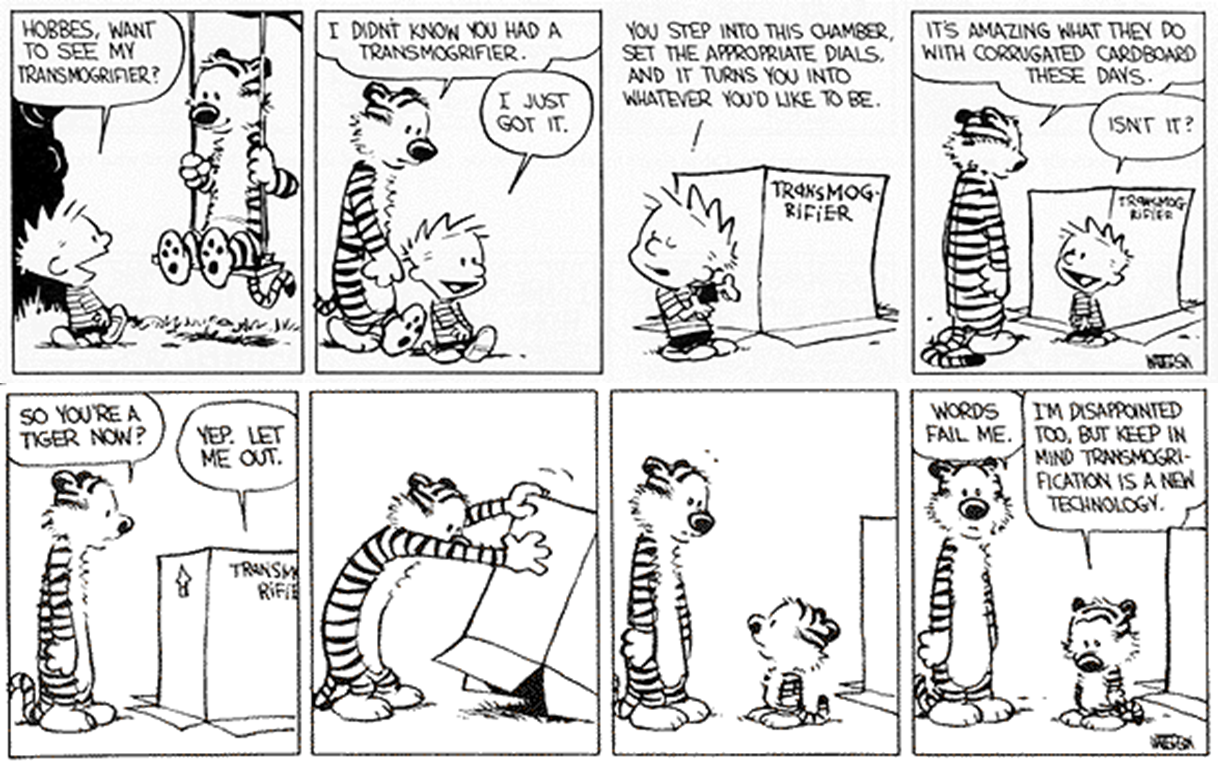 HOBBES, WANT
TO SEE MY
TRANSMOGRIFIER?
I DIDN'T KNOW YOU HAD A
TRANSMOGRIFIER.
I JUST
GOT IT.
YOU STEP INTO THIS CHAMBER,
SET THE APPROPRIATE DIALS,
AND IT TURNS YOU INTO
WHATEVER YOU'D LIKE TO BE.
TRANSMOG-
RIFIER
IT'S AMAZING WHAT THEY DO
WITH CORRUGATED CARDBOARD
THESE DAYS.
ISN'T IT?
TRANSMOG-
RIFIER
WATTERSON
SO YOU'RE A
TIGER NOW?
YEP. LET
ME OUT.
TRANSM
RIFIE
WORDS
FAIL ME.
I'M DISAPPOINTED
TOO, BUT KEEP IN
MIND TRANSMOGRI-
FICATION IS A NEW
TECHNOLOGY.
WATTERSON